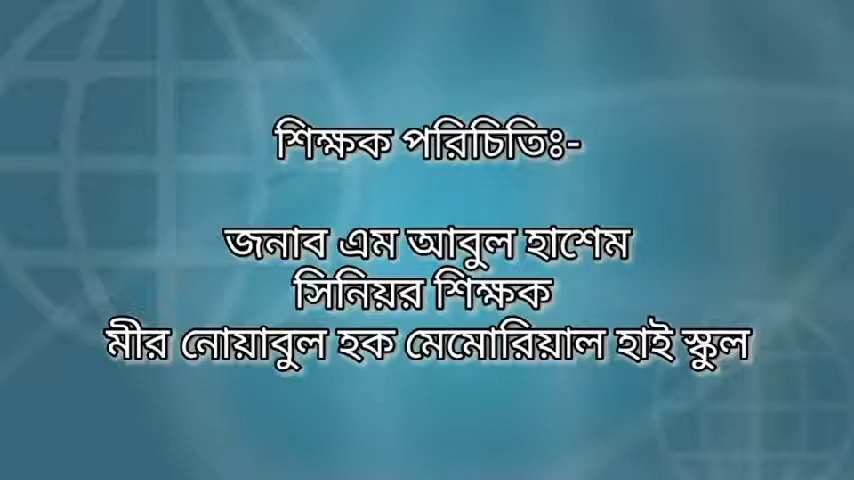 শিক্ষক পরিচিতিঃ-
জনাব এম আবুল হাশেম
সিনিয়র শিক্ষক
মীর নোয়াবুল হক মেমোরিয়াল হাই স্কুল